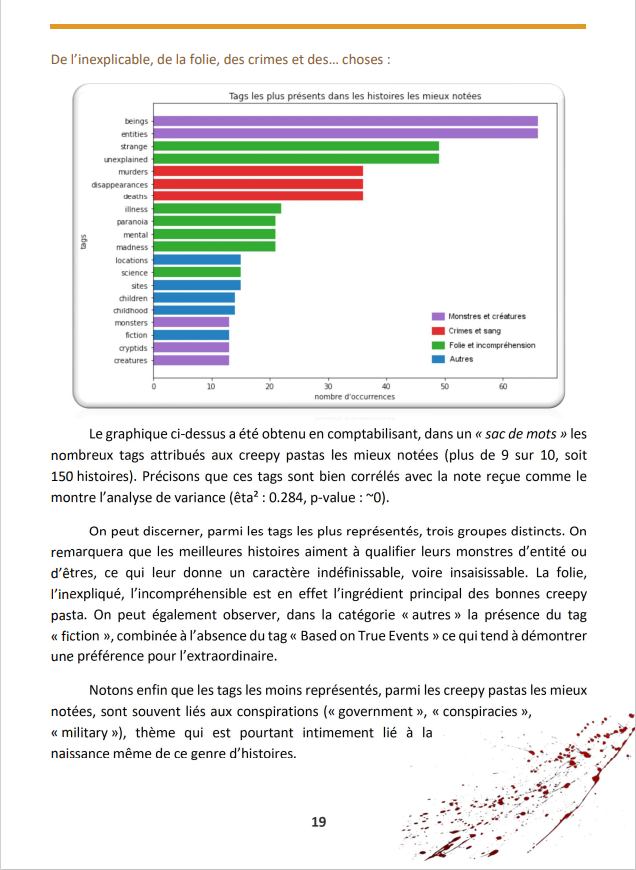 De l’inexplicable, de la folie, des crimes et des… choses :
Tags les plus présents dans les histoires les mieux notées
beings
entities
strange
unexplained
murders
disappearances
deaths
illness
paranoia
mental
madness
locations
science
sites
children
childhood
monsters
fiction
cryptids
creatures
tags
Monstres et créatures
Crimes et sang
Folie et incompréhension
Autres
0 10 20 30 40 50 60
nombre d'occurrences
Le graphique ci-dessus a été obtenu en comptabilisant, dans un « sac de mots » les
nombreux tags attribués aux creepy pastas les mieux notées (plus de 9 sur 10, soit
150 histoires). Précisons que ces tags sont bien corrélés avec la note reçue comme le
montre l’analyse de variance (êta² : 0.284, p-value : ~0).
On peut discerner, parmi les tags les plus représentés, trois groupes distincts. On
remarquera que les meilleures histoires aiment à qualifier leurs monstres d’entité ou
d’êtres, ce qui leur donne un caractère indéfinissable, voire insaisissable. La folie,
l’inexpliqué, l’incompréhensible est en effet l’ingrédient principal des bonnes creepy
pasta. On peut également observer, dans la catégorie « autres » la présence du tag
« fiction », combinée à l’absence du tag « Based on True Events » ce qui tend à démontrer
une préférence pour l’extraordinaire.
Notons enfin que les tags les moins représentés, parmi les creepy pastas les mieux
notées, sont souvent liés aux conspirations (« government », « conspiracies »,
« military »), thème qui est pourtant intimement lié à la
naissance même de ce genre d’histoires.
19